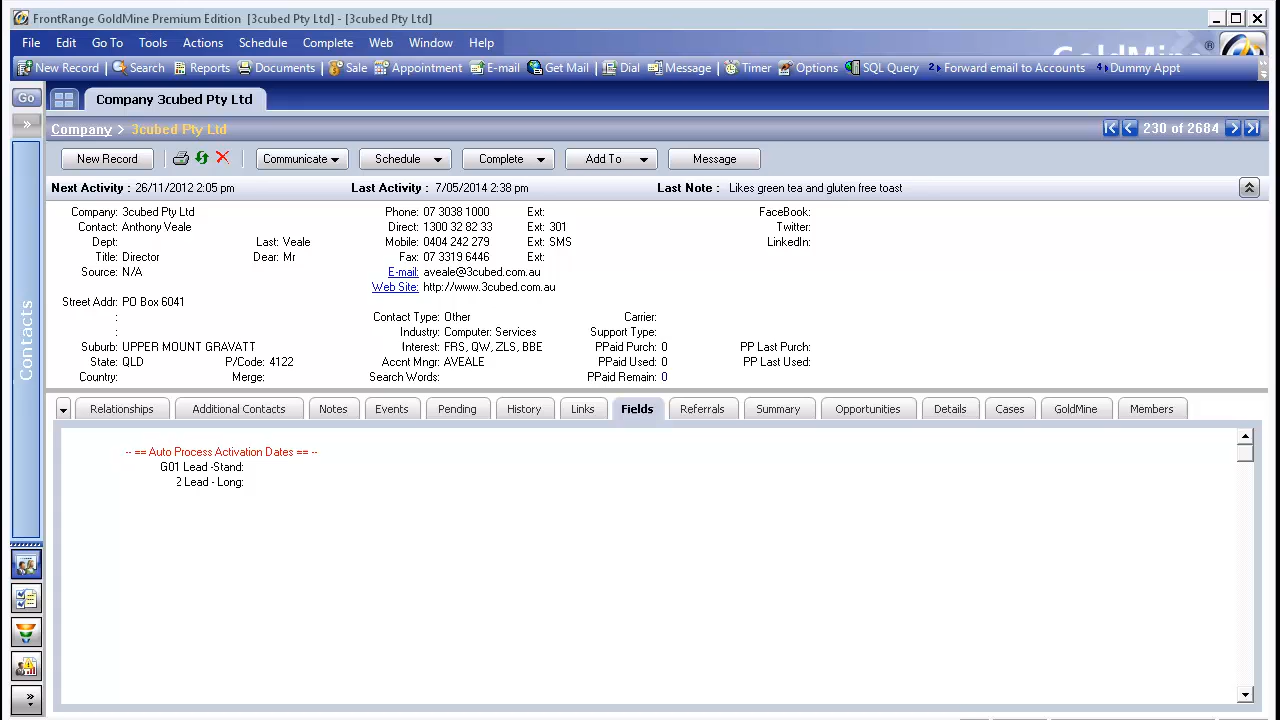 FrontRange GoldMine Premium Edition [3cubed Pty Ltd] - [3cubed Pty Ltd]
File Edit Go To Tools Actions Schedule Complete Web Window Help
GoldMine ®
New Record Search Reports Documents Sale Appointment E-mail Get Mail Dial Message Timer Options SQL Query 2 Forward email to Accounts 4 Dummy Appt
Go Company 3cubed Pty Ltd
» Company > 3cubed Pty Ltd 230 of 2684
New Record Communicate Schedule Complete Add To Message
Next Activity : 26/11/2012 2:05 pm Last Activity : 7/05/2014 2:38 pm Last Note : Likes green tea and gluten free toast
Company: 3cubed Pty Ltd Phone: 07 3038 1000 Ext: FaceBook:
Contact: Anthony Veale Direct: 1300 32 82 33 Ext: 301 Twitter:
Dept: Last: Veale Mobile: 0404 242 279 Ext: SMS LinkedIn:
Title: Director Dear: Mr Fax: 07 3319 6446 Ext:
Source: N/A E-mail: aveale@3cubed.com.au
Web Site: http://www.3cubed.com.au
Street Addr: PO Box 6041
: Contact Type: Other Carrier:
: Industry: Computer: Services Support Type:
Suburb: UPPER MOUNT GRAVATT Interest: FRS, QW, ZLS, BBE PPaid Purch: 0 PP Last Purch:
State: QLD P/Code: 4122 Accnt Mngr: AVEALE PPaid Used: 0 PP Last Used:
Country: Merge: Search Words: PPaid Remain: 0
Contacts
Relationships Additional Contacts Notes Events Pending History Links Fields Referrals Summary Opportunities Details Cases GoldMine Members
-- == Auto Process Activation Dates == --
G01 Lead -Stand:
2 Lead - Long:
»